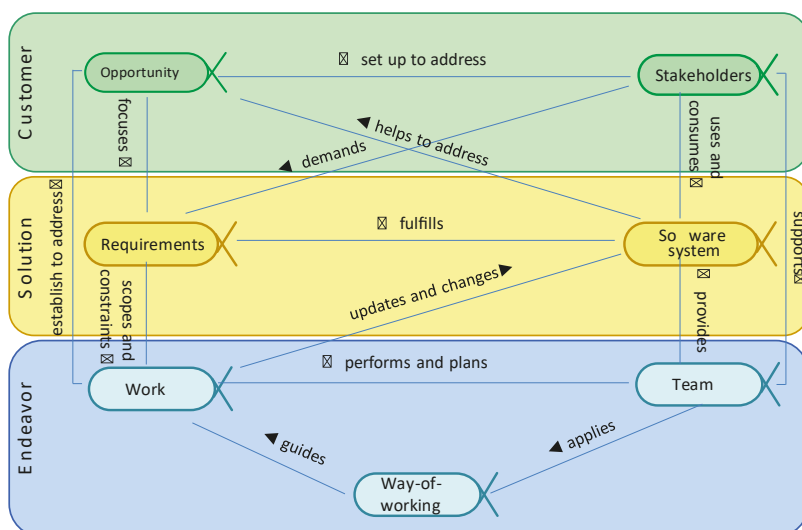 Customer
Opportunity
set up to address
Stakeholders
focuses
helps to address
demands
uses and
consumes
Solution
establish to address
Requirements
fulfills
So ware
system
supports
scopes and
constraints
updates and changes
provides
Endeavor
Work
performs and plans
Team
guides
applies
Way-of-
working